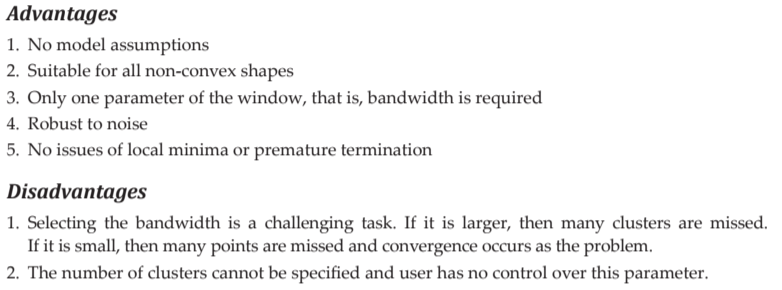 Advantages
1. No model assumptions
2. Suitable for all non-convex shapes
3. Only one parameter of the window, that is, bandwidth is required
4. Robust to noise
5. No issues of local minima or premature termination
Disadvantages
1. Selecting the bandwidth is a challenging task. If it is larger, then many clusters are missed.
If it is small, then many points are missed and convergence occurs as the problem.
2. The number of clusters cannot be specified and user has no control over this parameter.